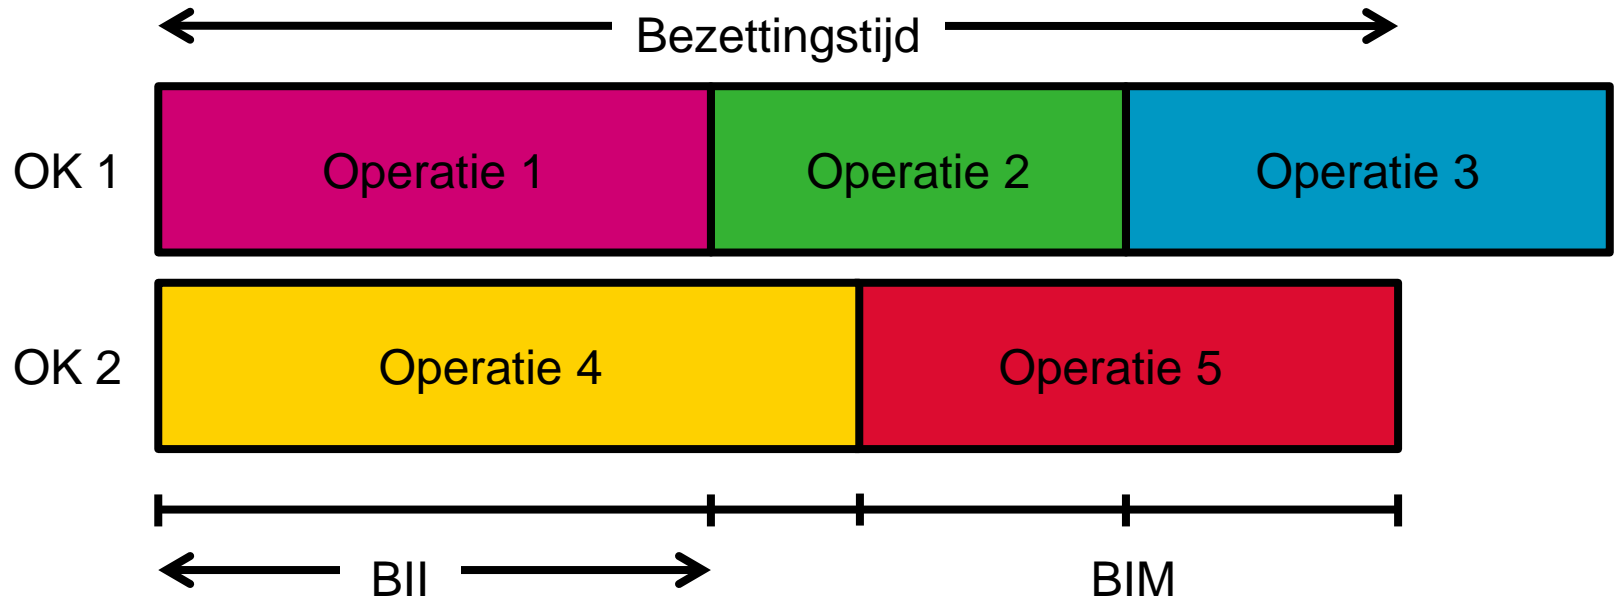 Bezettingstijd
OK 1
Operatie 1
Operatie 2
Operatie 3
OK 2
Operatie 4
Operatie 5
BII
BIM